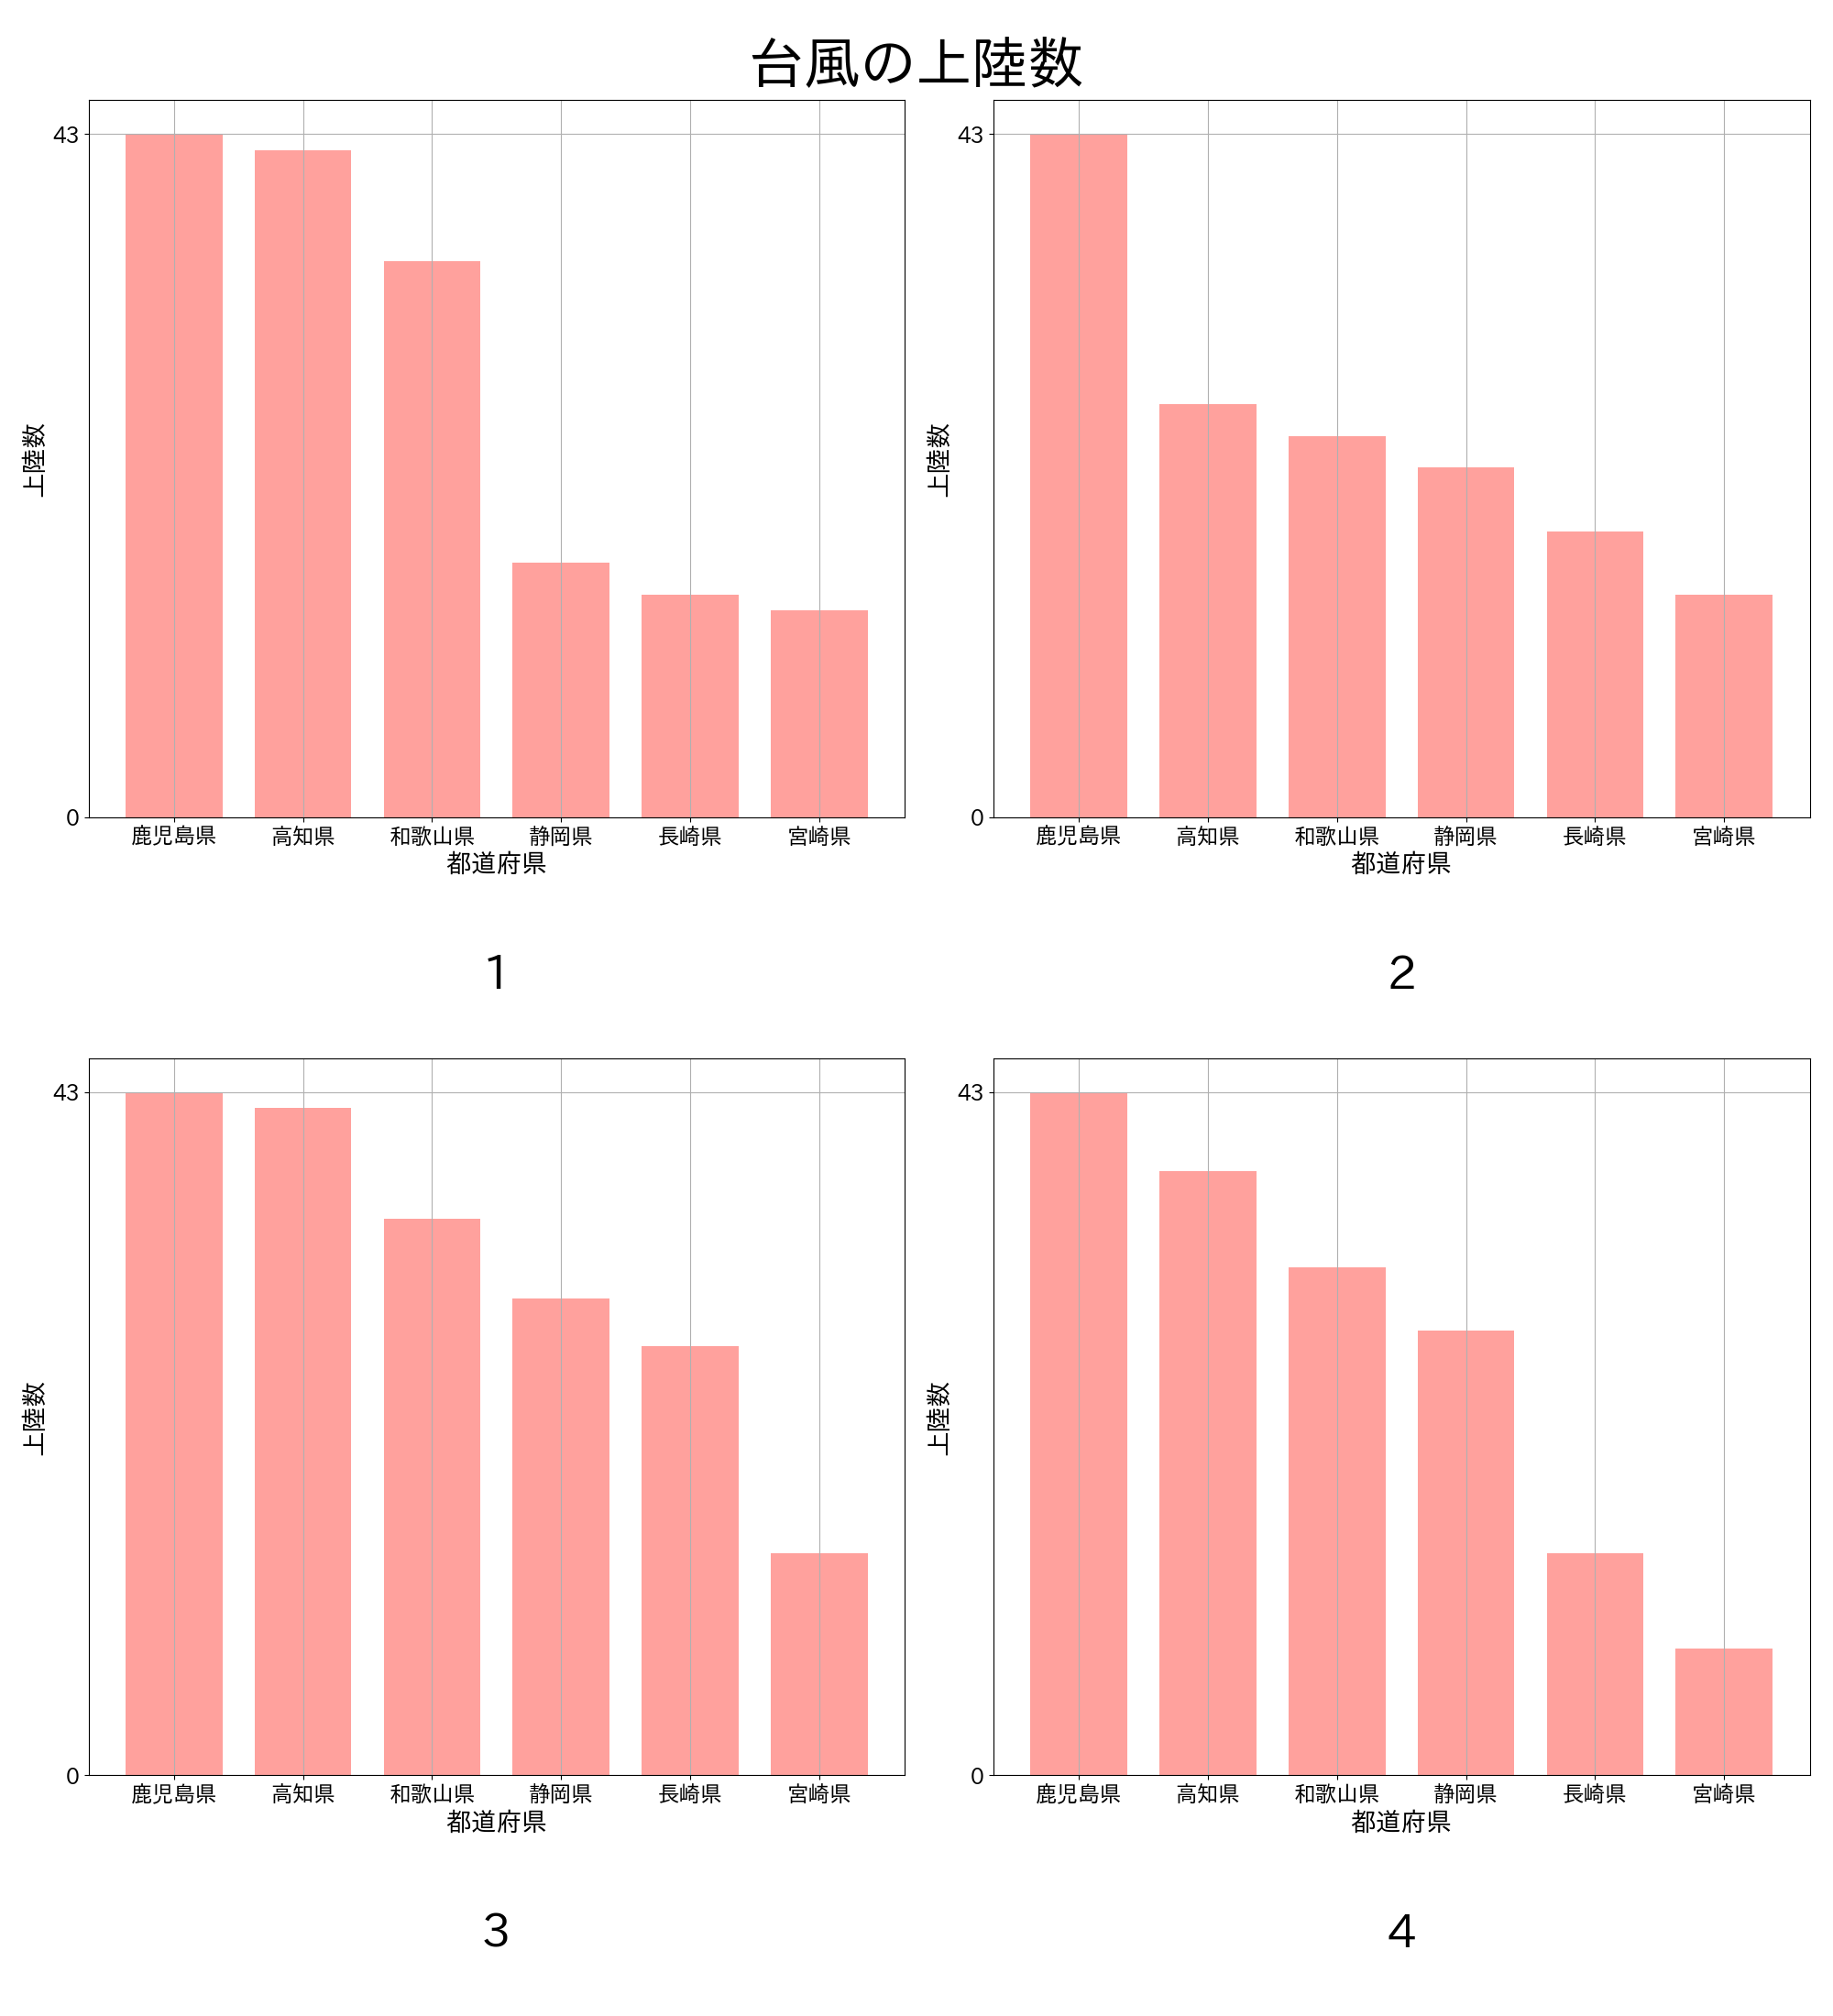 台風の上陸数
43
0
上陸数
鹿児島県 高知県 和歌山県 静岡県 長崎県 宮崎県
都道府県
1
43
0
上陸数
鹿児島県 高知県 和歌山県 静岡県 長崎県 宮崎県
都道府県
2
43
0
上陸数
鹿児島県 高知県 和歌山県 静岡県 長崎県 宮崎県
都道府県
3
43
0
上陸数
鹿児島県 高知県 和歌山県 静岡県 長崎県 宮崎県
都道府県
4